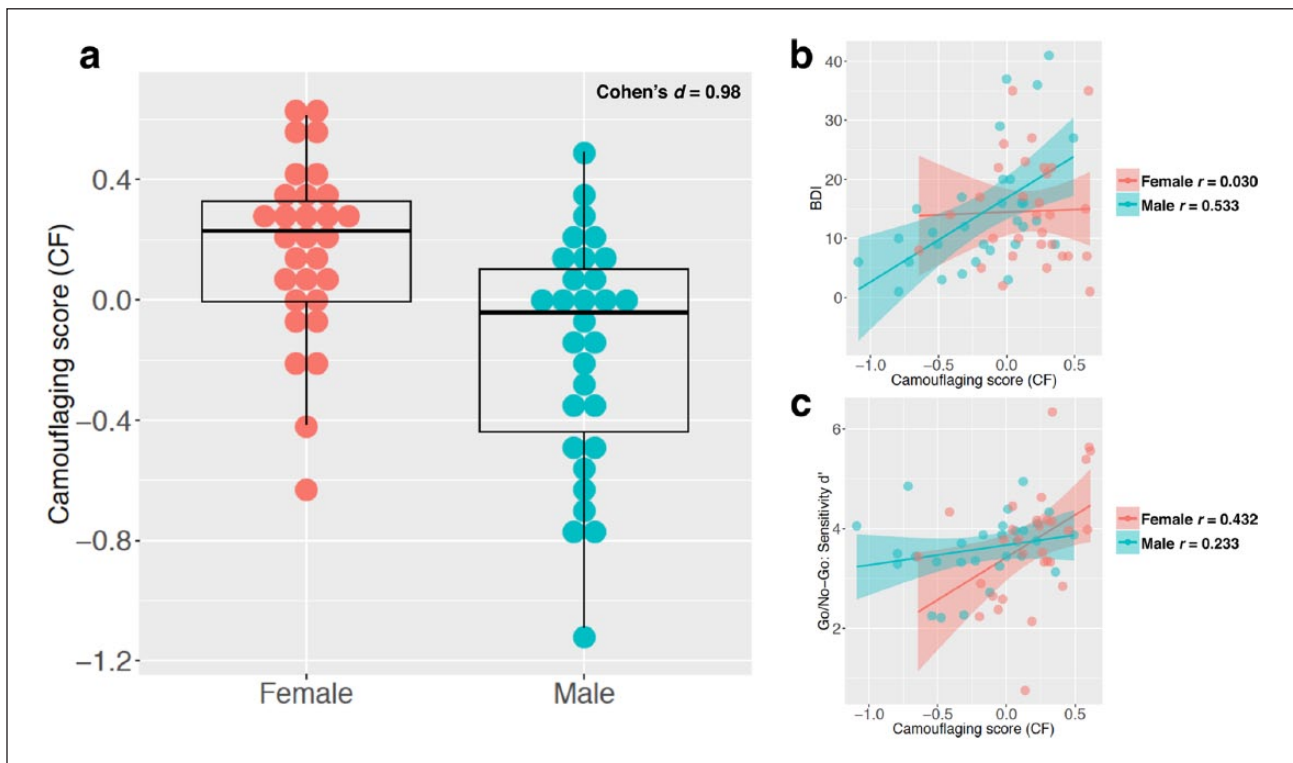 a
Cohen's d = 0.98
Camouflaging score (CF)
0.4
0.0
−0.4
−0.8
−1.2
Female
Male
b
BDI
40
30
20
10
0
−1.0
−0.5
0.0
0.5
Camouflaging score (CF)
Female r = 0.030
Male r = 0.533
c
Go/No−Go: Sensitivity d'
6
4
2
−1.0
−0.5
0.0
0.5
Camouflaging score (CF)
Female r = 0.432
Male r = 0.233